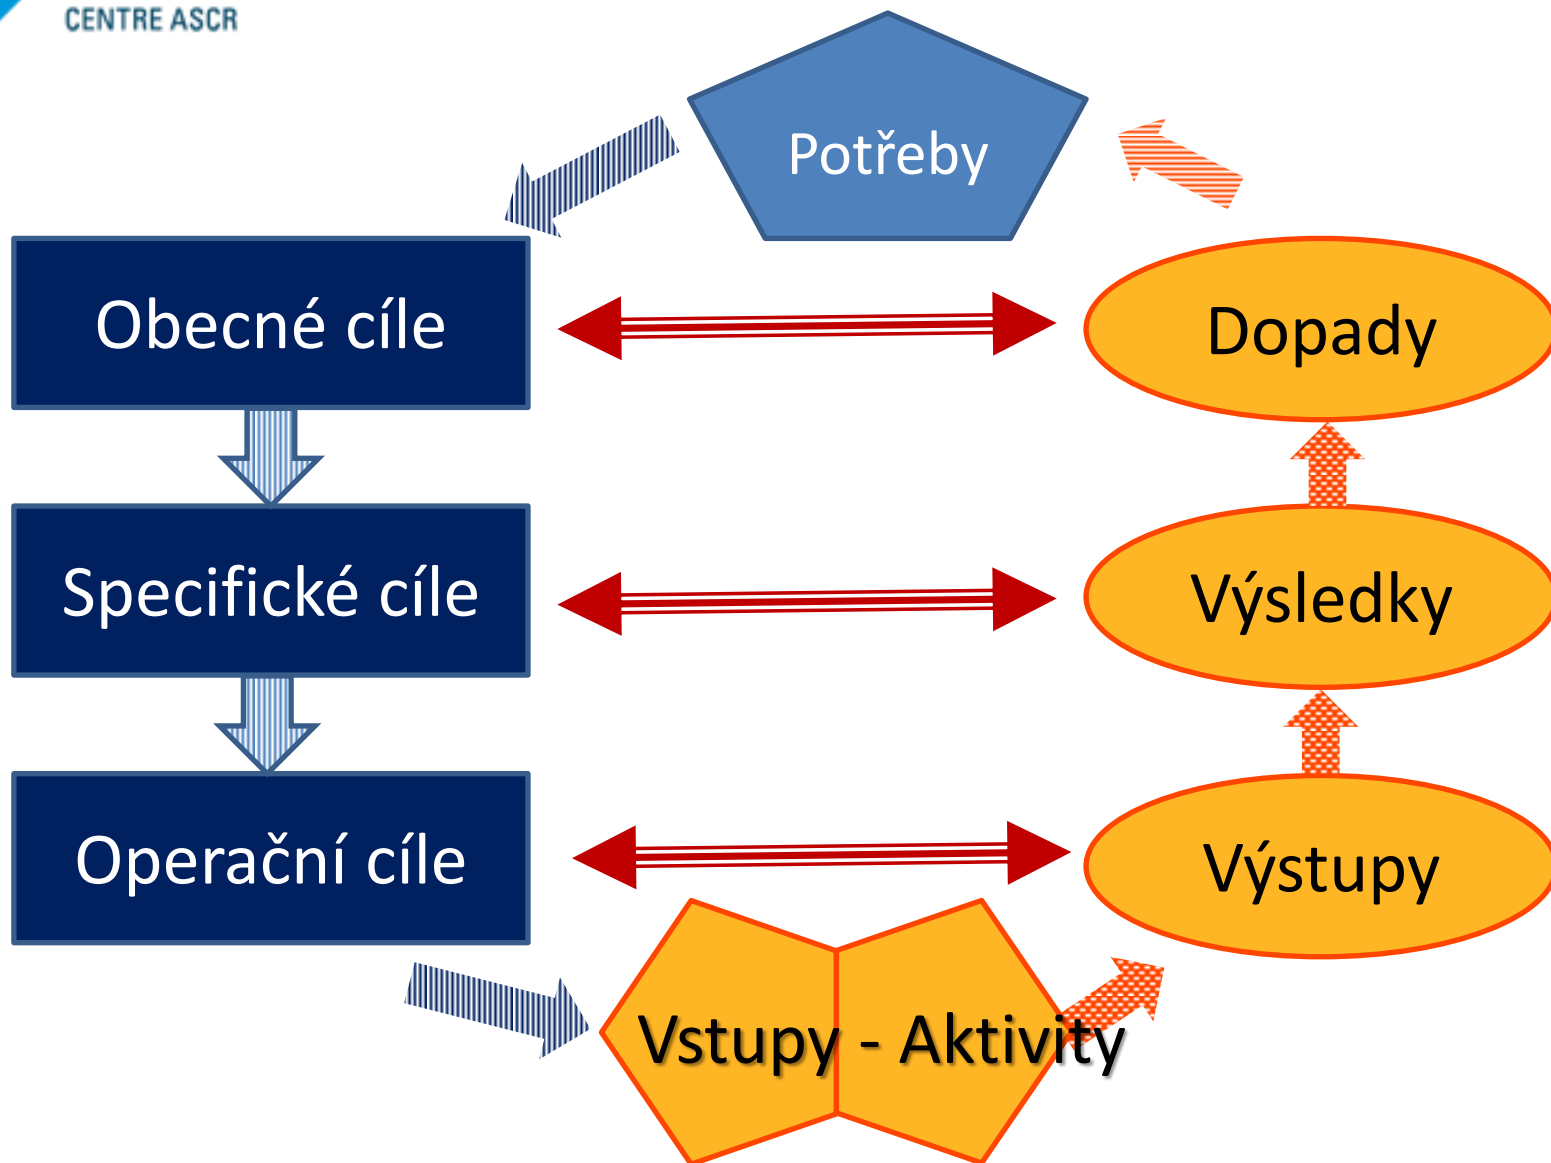 CENTRE ASCR
Potřeby
Obecné cíle
Dopady
Specifické cíle
Výsledky
Operační cíle
Výstupy
Vstupy - Aktivity